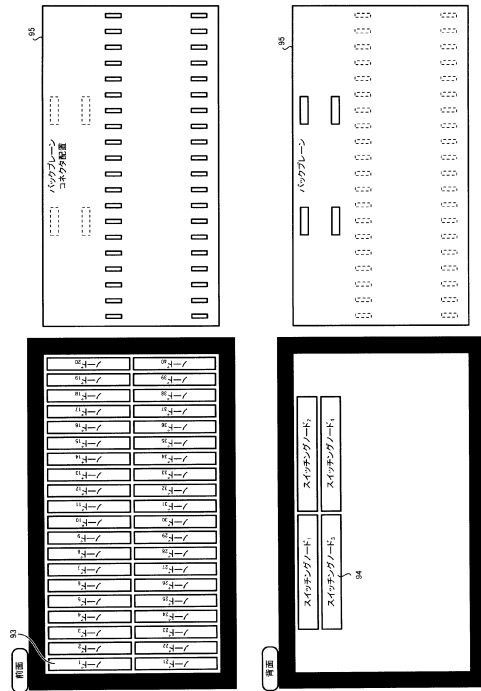 前面
93
ノード1
ノード2
ノード3
ノード4
ノード5
ノード6
ノード7
ノード8
ノード9
ノード10
ノード11
ノード12
ノード13
ノード14
ノード15
ノード16
ノード17
ノード18
ノード19
ノード20
ノード21
ノード22
ノード23
ノード24
ノード25
ノード26
ノード27
ノード28
ノード29
ノード30
ノード31
ノード32
ノード33
ノード34
ノード35
ノード36
ノード37
ノード38
ノード39
ノード40
95
バックプレーン
コネクタ配置
背面
スイッチングノード1
スイッチングノード2
スイッチングノード3
スイッチングノード4
94
95
バックプレーン